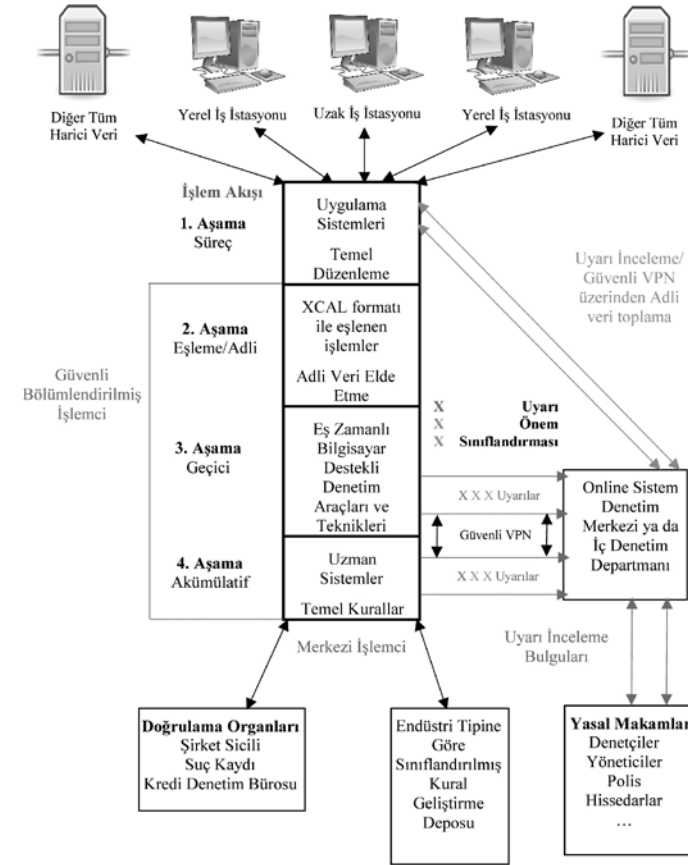 Diğer Tüm
Harici Veri
Yerel İş İstasyonu
Uzak İş İstasyonu
Yerel İş İstasyonu
Diğer Tüm
Harici Veri
İşlem Akışı
1. Aşama
Süreç
Uygulama
Sistemleri
Temel
Düzenleme
Uyarı İnceleme/
Güvenli VPN
üzerinden Adli
veri toplama
Güvenli
Bölümlendirilmiş
İşlemci
2. Aşama
Eşleme/Adli
XCAL formatı
ile eşlenen
işlemler
Adli Veri Elde
Etme
3. Aşama
Geçici
Eş Zamanlı
Bilgisayar
Destekli
Denetim
Araçları ve
Teknikleri
X Uyarı
X Önem
X Sınıflandırması
X X X Uyarılar
Güvenli VPN
X X X Uyarılar
Online Sistem
Denetim
Merkezi ya da
İç Denetim
Departmanı
4. Aşama
Akümülatif
Uzman
Sistemler
Temel Kurallar
Merkezi İşlemci
Uyarı İnceleme
Bulguları
Doğrulama Organları
Şirket Sicili
Suç Kaydı
Kredi Denetim Bürosu
Endüstri Tipine
Göre
Sınıflandırılmış
Kural
Geliştirme
Deposu
Yasal Makamlar
Denetçiler
Yöneticiler
Polis
Hissedarlar
…